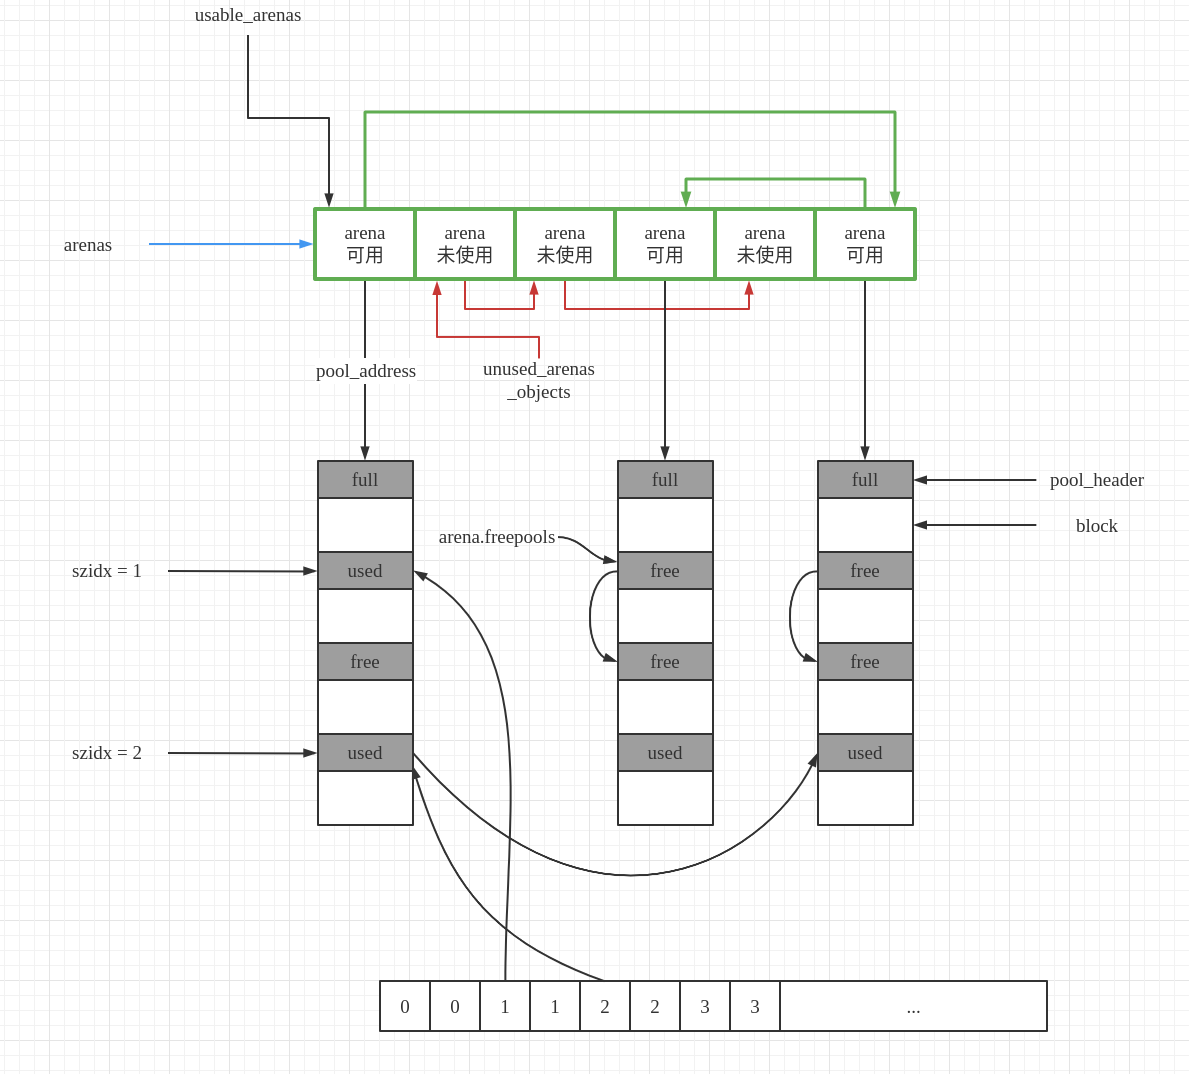 usable_arenas
arenas
arena
可用
arena
未使用
arena
未使用
arena
可用
arena
未使用
arena
可用
pool_address
unused_arenas
_objects
full
full
full
pool_header
block
arena.freepools
szidx = 1
used
free
free
free
free
free
szidx = 2
used
used
used
0
0
1
1
2
2
3
3
...